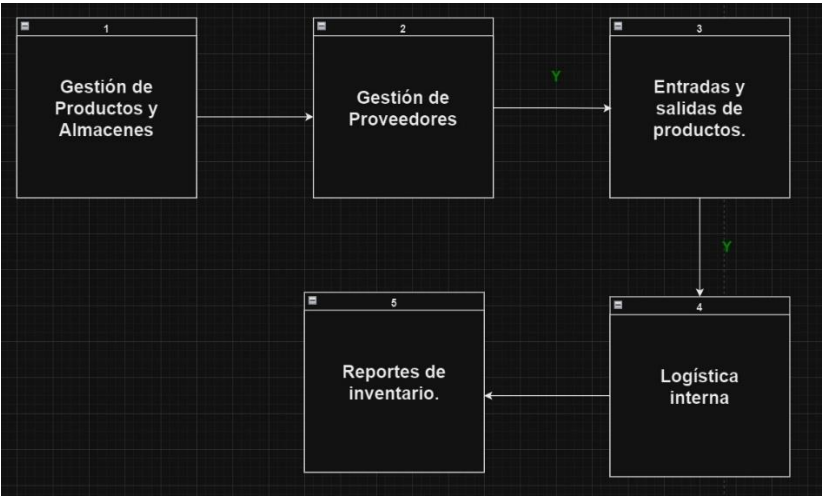 1
Gestión de
Productos y
Almacenes
2
Gestión de
Proveedores
Y
3
Entradas y
salidas de
productos.
Y
4
Logística
interna
5
Reportes de
inventario.